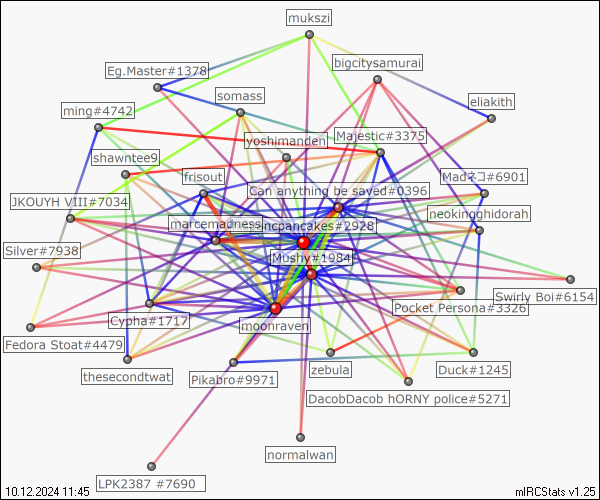 mukszi
bigcitysamurai
Eg.Master#1378
somass
eliakith
ming#4742
yoshimanden
Majestic#3375
shawntee9
frisout
Can anything be saved#0396
Madネコ#6901
JKOUYH VIII#7034
marcemadness
ncpancakes#2928
neokingghidorah
Silver#7938
Mushy#1984
Swirly Boi#6154
Pocket Persona#3326
Cypha#1717
moonraven
Fedora Stoat#4479
thesecondtwat
Pikabro#9971
zebula
Duck#1245
DacobDacob hORNY police#5271
normalwan
LPK2387 #7690
10.12.2024 11:45
mIRCStats v1.25